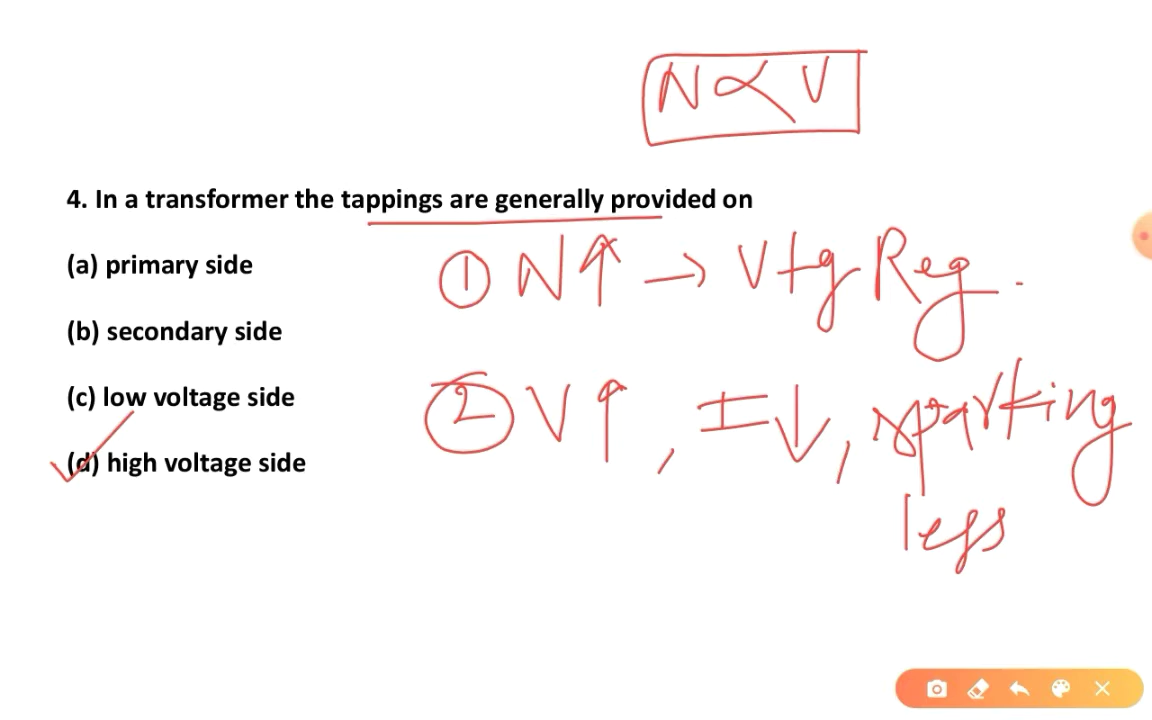 N ∝ V
4. In a transformer the tappings are generally provided on
(a) primary side
① N↑ → Vtg Reg.
(b) secondary side
(c) low voltage side
② V↑, I↓, sparking
(d) high voltage side
less